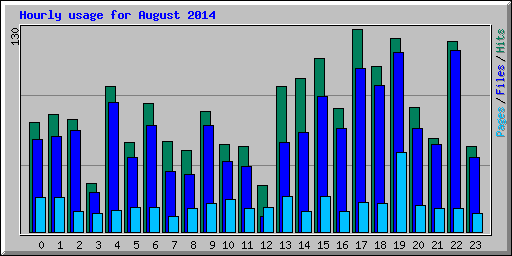 Hourly usage for August 2014
130
Pages / Files / Hits
0 1 2 3 4 5 6 7 8 9 10 11 12 13 14 15 16 17 18 19 20 21 22 23